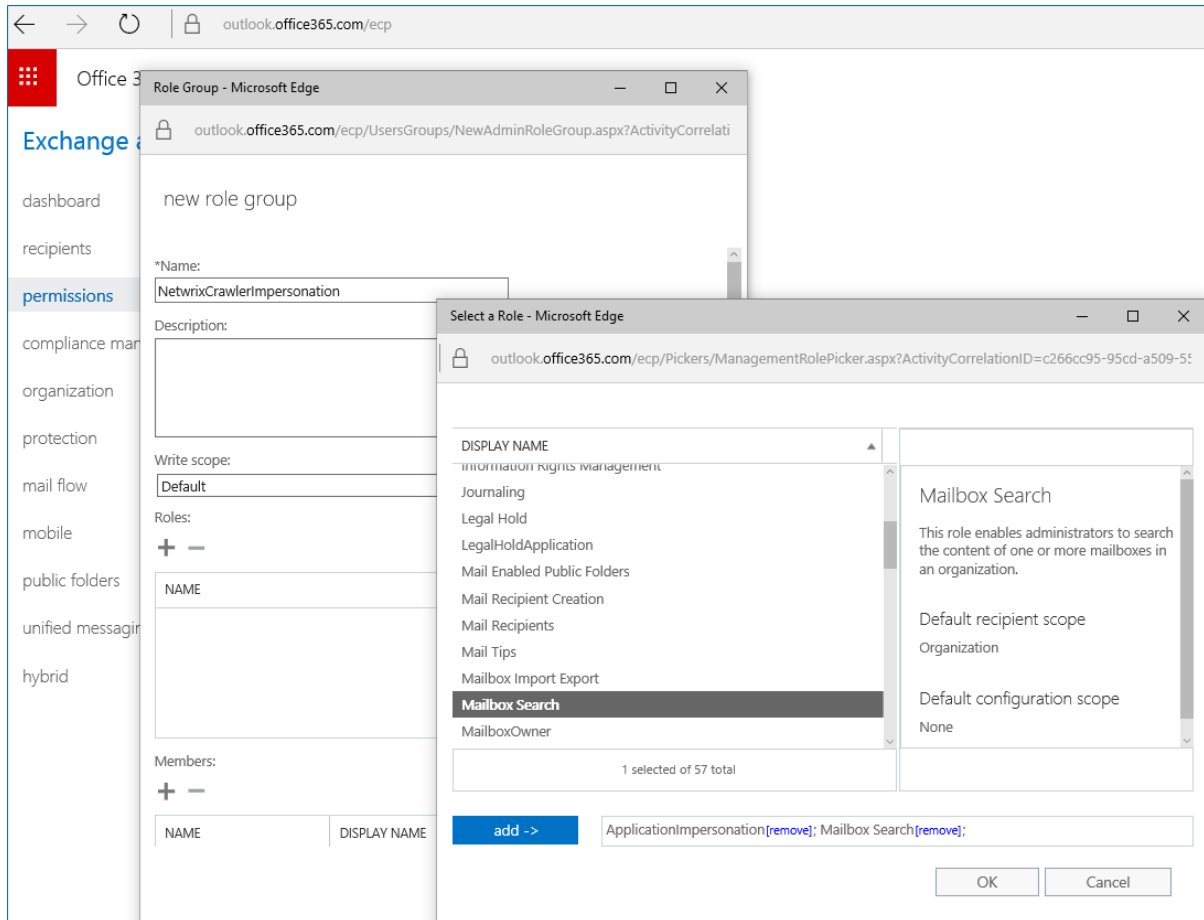 outlook.office365.com/ecp
Office 3
Exchange a
dashboard
recipients
permissions
compliance mar
organization
protection
mail flow
mobile
public folders
unified messagin
hybrid
Role Group - Microsoft Edge
outlook.office365.com/ecp/UsersGroups/NewAdminRoleGroup.aspx?ActivityCorrelati
new role group
*Name:
NetwrixCrawlerImpersonation
Description:
Write scope:
Default
Roles:
NAME
Members:
NAME DISPLAY NAME
Select a Role - Microsoft Edge
outlook.office365.com/ecp/Pickers/ManagementRolePicker.aspx?ActivityCorrelationID=c266cc95-95cd-a509-55
DISPLAY NAME
Information Rights Management
Journaling
Legal Hold
LegalHoldApplication
Mail Enabled Public Folders
Mail Recipient Creation
Mail Recipients
Mail Tips
Mailbox Import Export
Mailbox Search
MailboxOwner
1 selected of 57 total
Mailbox Search
This role enables administrators to search
the content of one or more mailboxes in
an organization.
Default recipient scope
Organization
Default configuration scope
None
add -> ApplicationImpersonation[remove]; Mailbox Search[remove];
OK Cancel